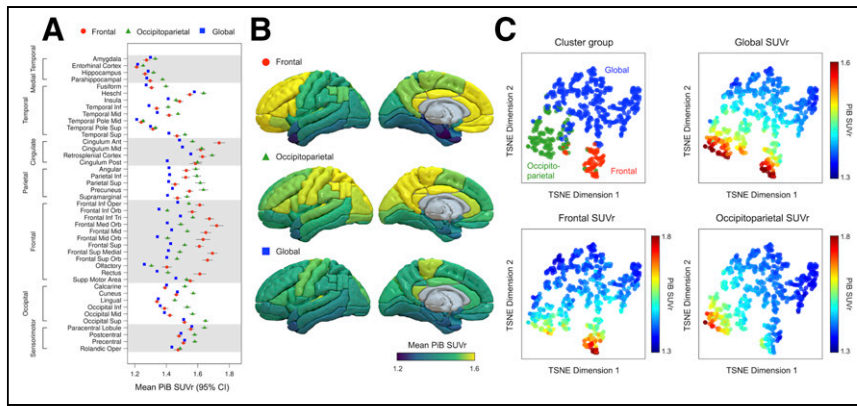 A
Frontal
Occipitoparietal
Global
Medial Temporal
Amygdala
Entorhinal Cortex
Hippocampus
Parahippocampal
Temporal
Fusiform
Heschl
Insula
Temporal Inf
Temporal Mid
Temporal Pole Mid
Temporal Pole Sup
Temporal Sup
Cingulate
Cingulum Ant
Cingulum Mid
Retrosplenial Cortex
Cingulum Post
Parietal
Angular
Parietal Inf
Parietal Sup
Precuneus
Supramarginal
Frontal
Frontal Inf Oper
Frontal Inf Orb
Frontal Inf Tri
Frontal Med Orb
Frontal Mid
Frontal Mid Orb
Frontal Sup
Frontal Sup Medial
Frontal Sup Orb
Olfactory
Rectus
Supp Motor Area
Occipital
Calcarine
Cuneus
Lingual
Occipital Inf
Occipital Mid
Occipital Sup
Sensorimotor
Paracentral Lobule
Postcentral
Precentral
Rolandic Oper
1.2 1.4 1.6 1.8
Mean PiB SUVr (95% CI)
B
Frontal
Occipitoparietal
Global
Mean PiB SUVr
1.2 1.6
C
Cluster group
TSNE Dimension 2
Global
Occipito-
parietal
Frontal
TSNE Dimension 1
Global SUVr
TSNE Dimension 2
TSNE Dimension 1
1.6
PiB SUVr
1.3
Frontal SUVr
TSNE Dimension 2
TSNE Dimension 1
1.8
PiB SUVr
1.3
Occipitoparietal SUVr
TSNE Dimension 2
TSNE Dimension 1
1.8
PiB SUVr
1.3